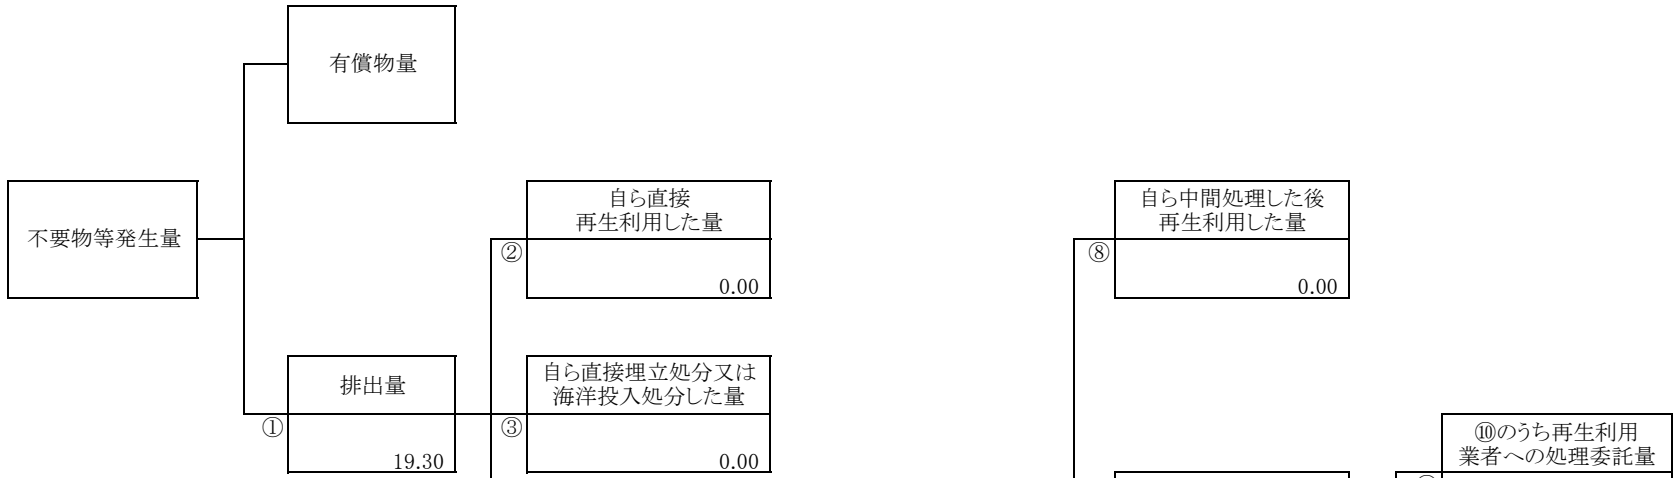 有償物量
不要物等発生量
自ら直接
再生利用した量
②
0.00
自ら中間処理した後
再生利用した量
⑧
0.00
排出量
①
19.30
自ら直接埋立処分又は
海洋投入処分した量
③
0.00
⑩のうち再生利用
業者への処理委託量